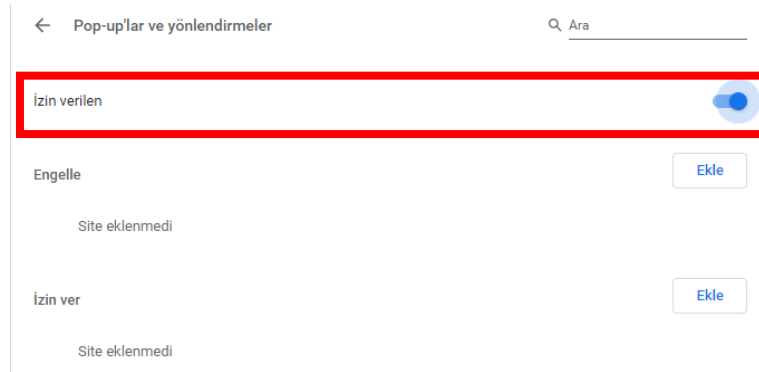 Pop-up'lar ve yönlendirmeler
Ara
İzin verilen
Engelle
Ekle
Site eklenmedi
İzin ver
Ekle
Site eklenmedi